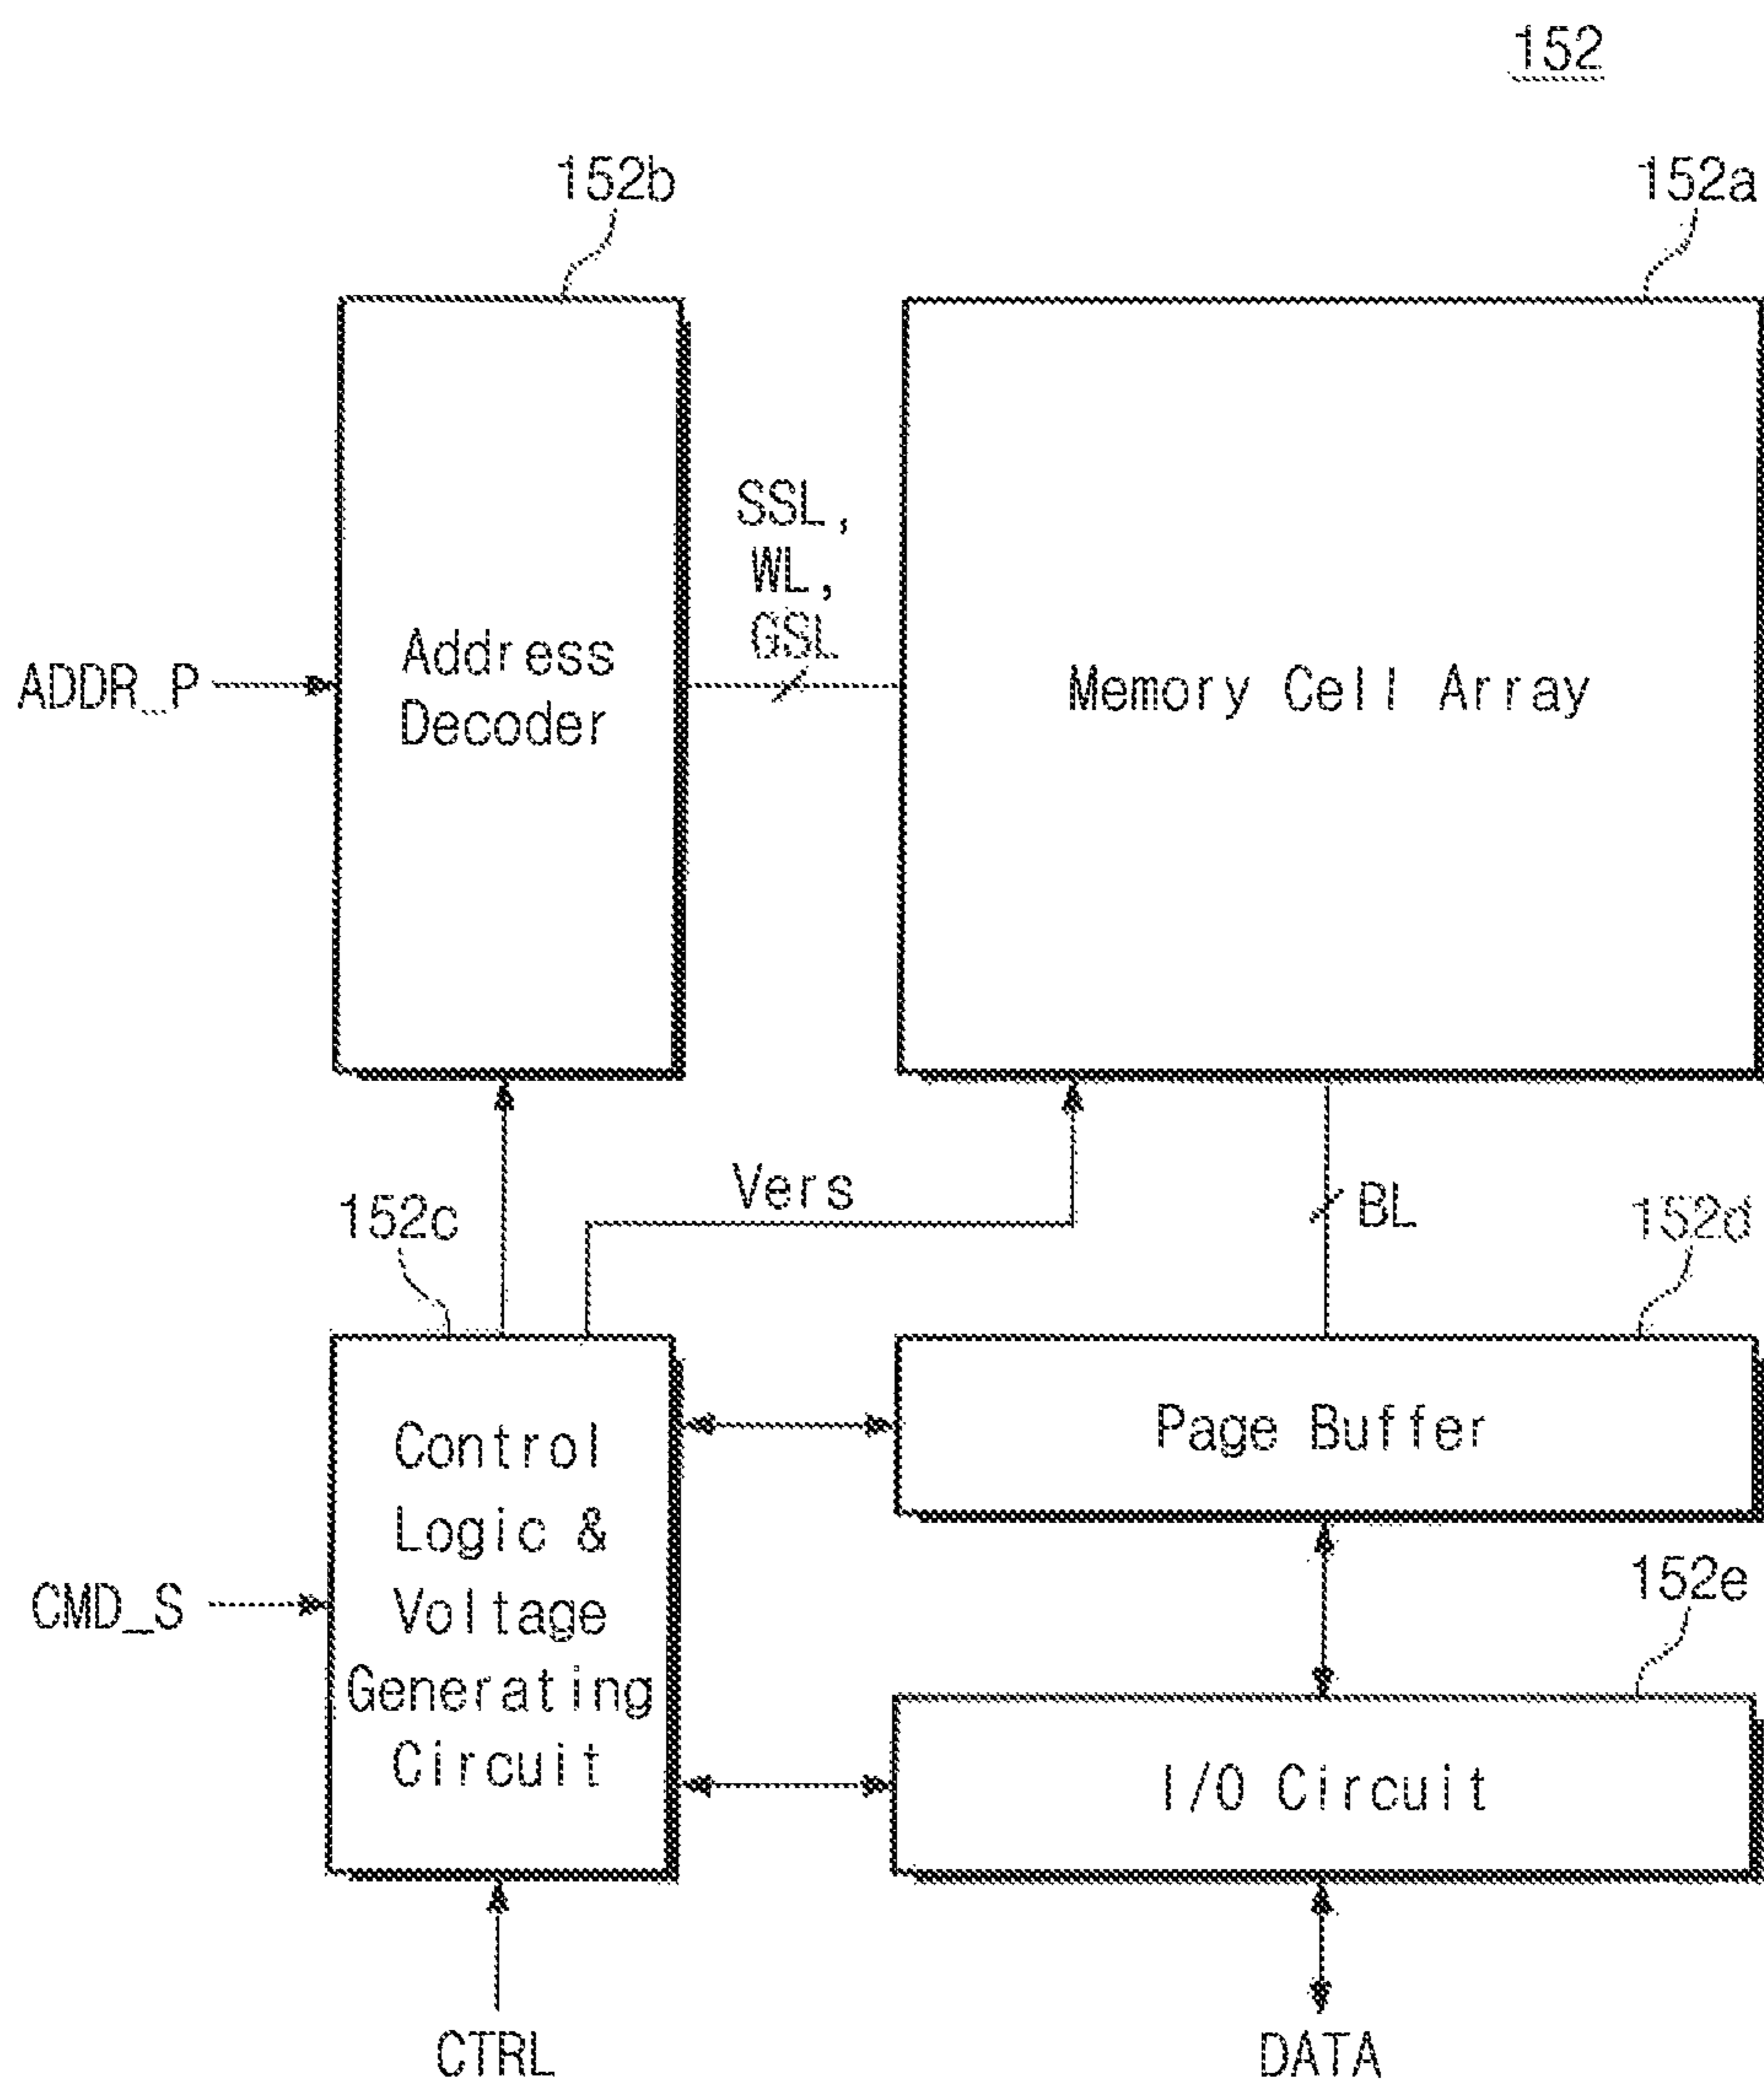 152
152b
152a
SSL,
WL,
GSL
Address
Decoder
ADDR_P
Memory Cell Array
Vers
BL
152c
152d
Control
Logic &
Voltage
Generating
Circuit
Page Buffer
CMD_S
152e
I/O Circuit
CTRL
DATA